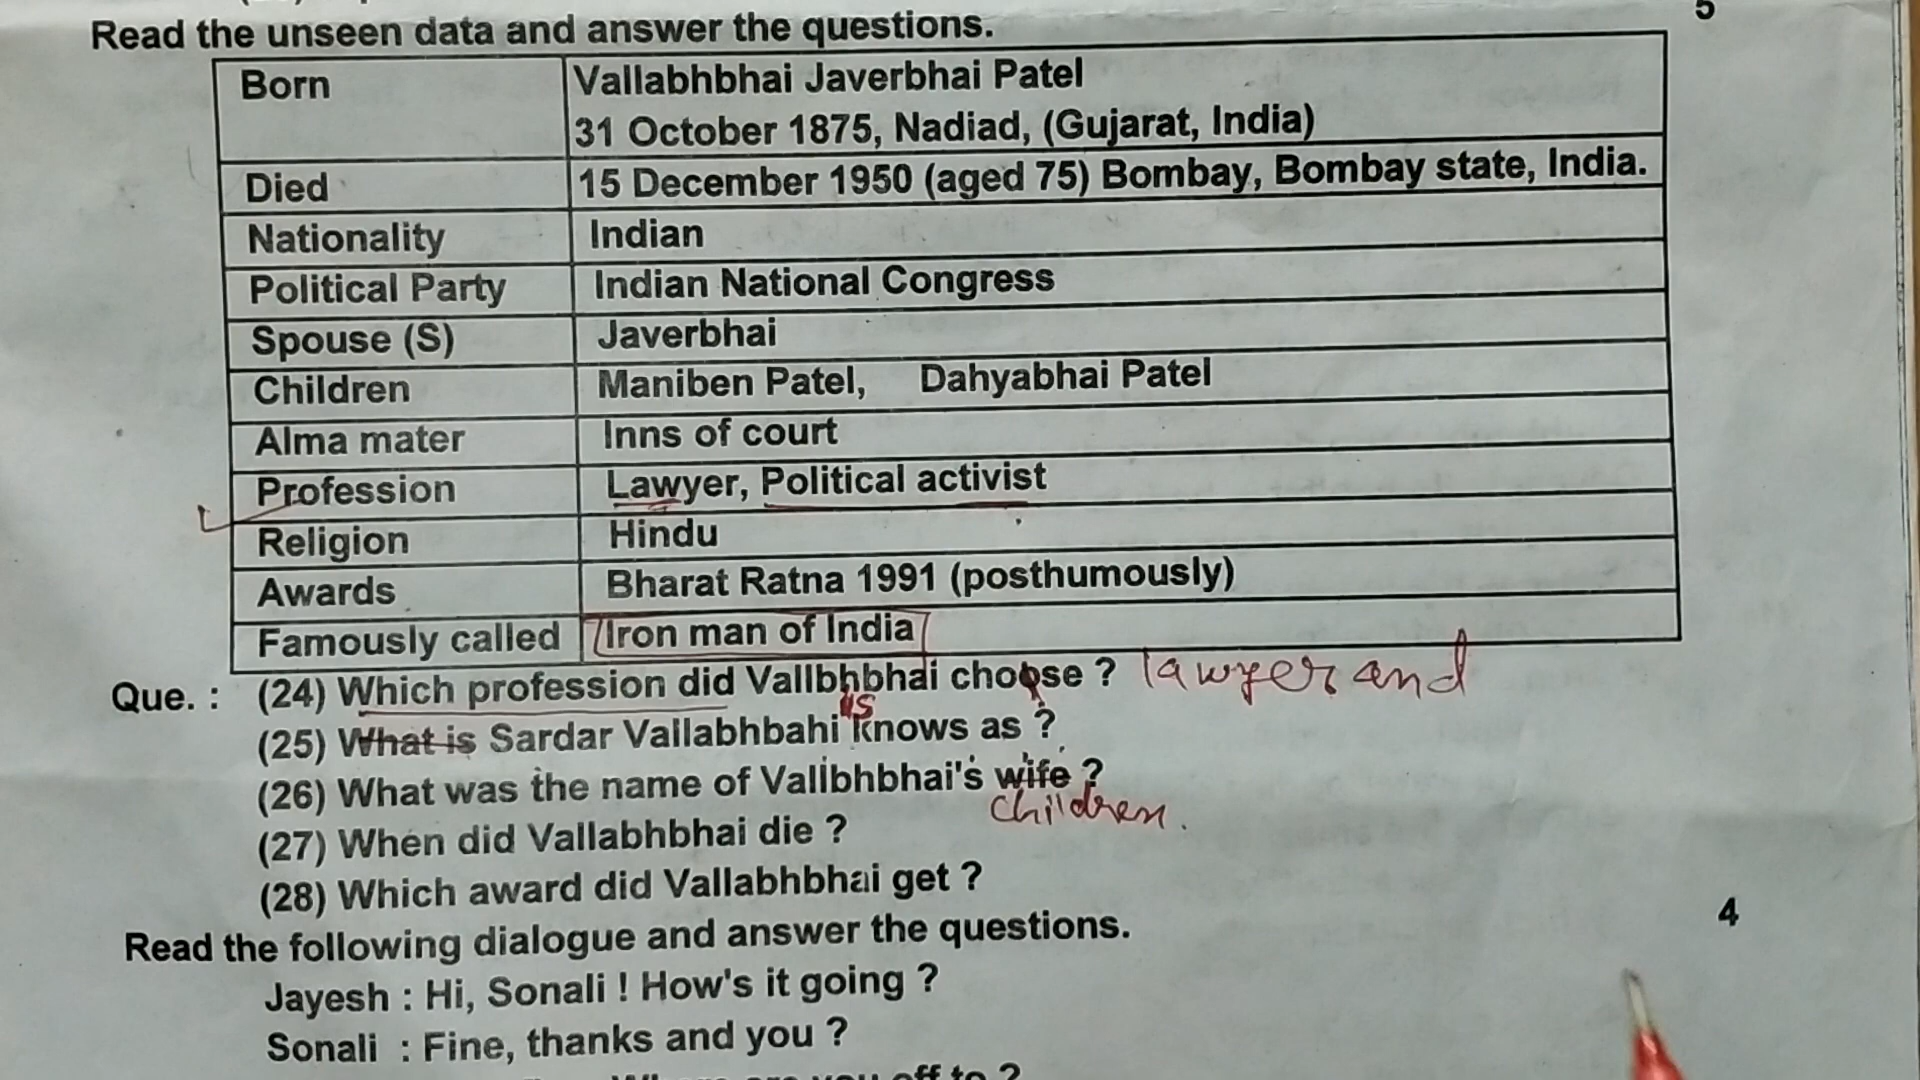 5
Read the unseen data and answer the questions.
Born Vallabhbhai Javerbhai Patel
31 October 1875, Nadiad, (Gujarat, India)
Died 15 December 1950 (aged 75) Bombay, Bombay state, India.
Nationality Indian
Political Party Indian National Congress
Spouse (S) Javerbhai
Children Maniben Patel, Dahyabhai Patel
Alma mater Inns of court
Profession Lawyer, Political activist
Religion Hindu
Awards Bharat Ratna 1991 (posthumously)
Famously called Iron man of India
Que. : (24) Which profession did Vallbhbhai choose ? lawyer and
is
(25) What is Sardar Vallabhbahi knows as ?
(26) What was the name of Vallbhbhai's wife ?
children.
(27) When did Vallabhbhai die ?
(28) Which award did Vallabhbhai get ?
Read the following dialogue and answer the questions. 4
Jayesh : Hi, Sonali ! How's it going ?
Sonali : Fine, thanks and you ?
you off to ?